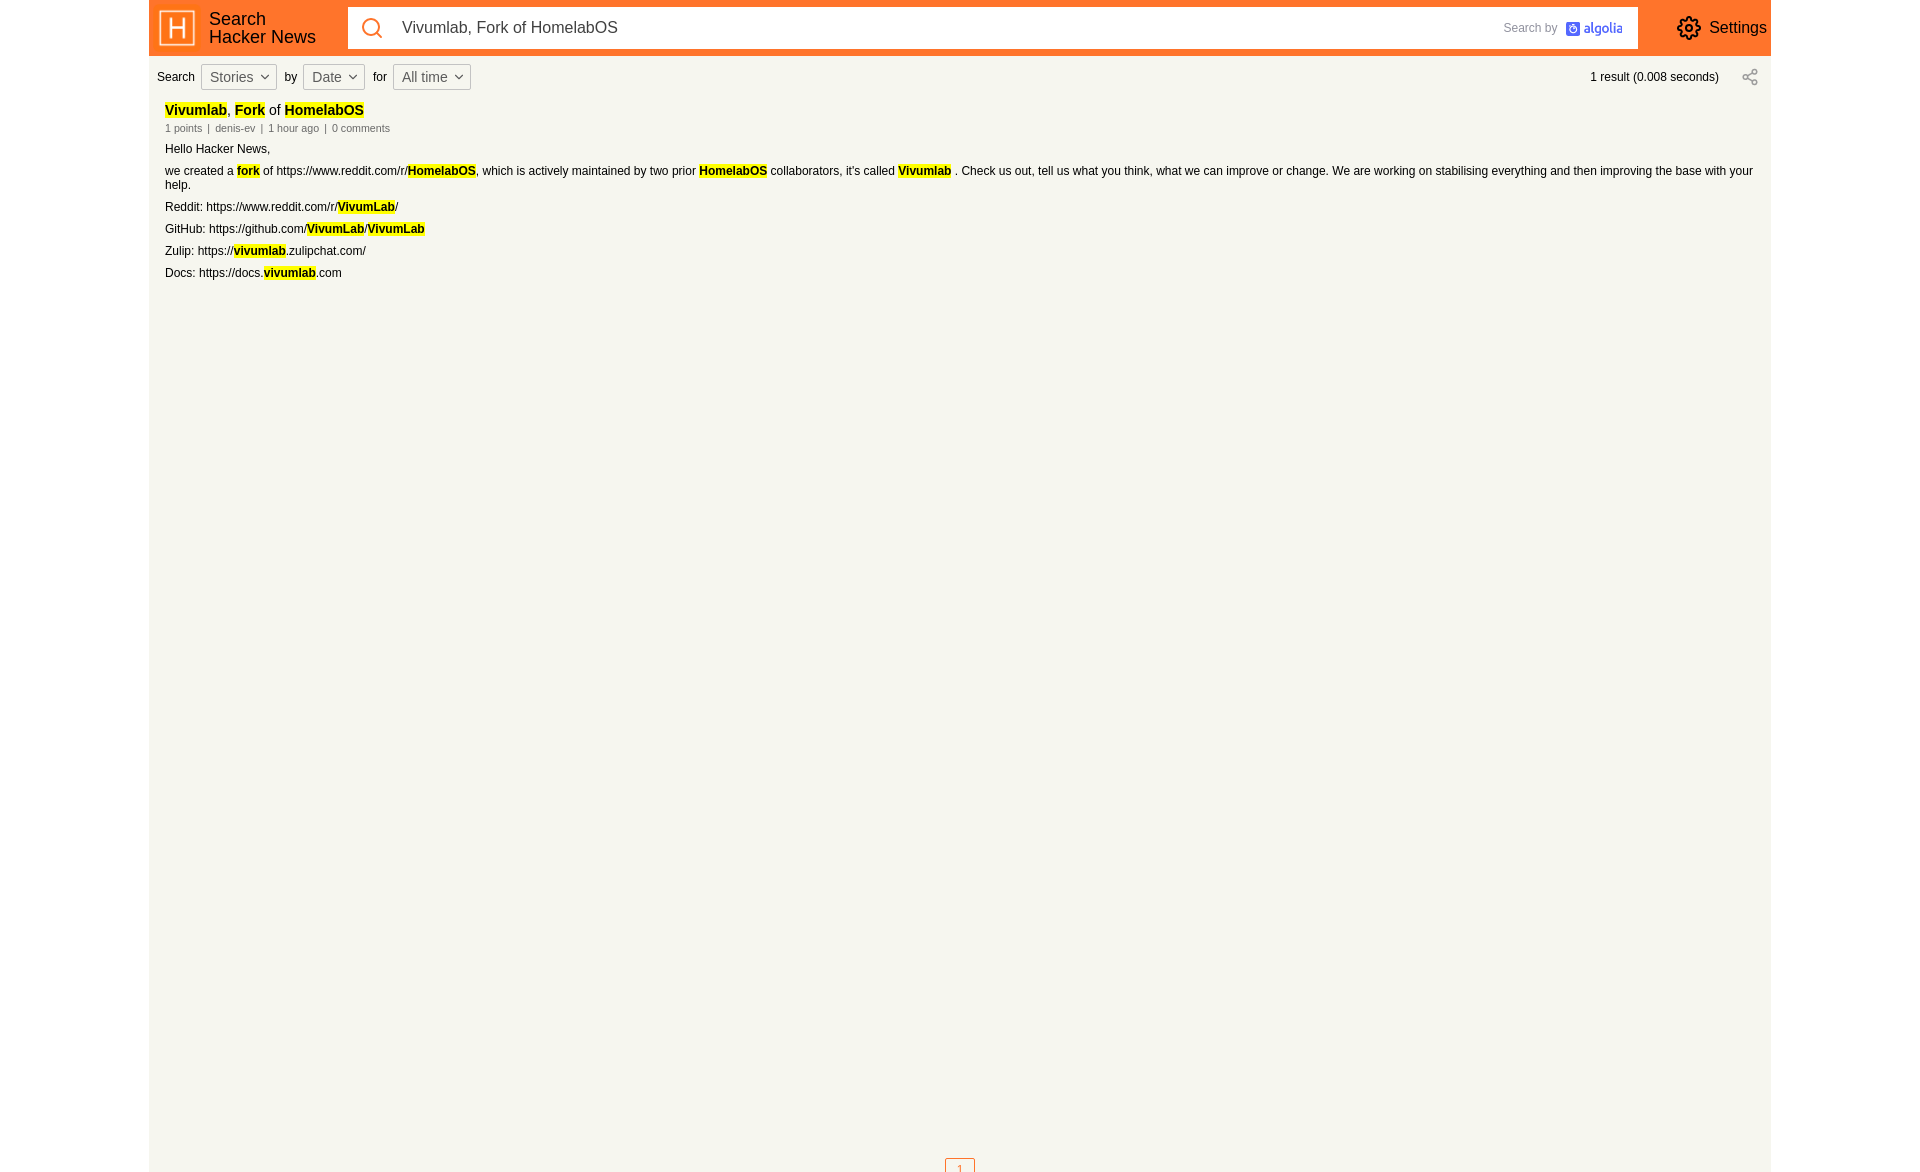 Search
Hacker News
Vivumlab, Fork of HomelabOS
Search by algolia
Settings
Search Stories by Date for All time
1 result (0.008 seconds)
Vivumlab, Fork of HomelabOS
1 points | denis-ev | 1 hour ago | 0 comments
Hello Hacker News,
we created a fork of https://www.reddit.com/r/HomelabOS, which is actively maintained by two prior HomelabOS collaborators, it's called Vivumlab . Check us out, tell us what you think, what we can improve or change. We are working on stabilising everything and then improving the base with your
help.
Reddit: https://www.reddit.com/r/VivumLab/
GitHub: https://github.com/VivumLab/VivumLab
Zulip: https://vivumlab.zulipchat.com/
Docs: https://docs.vivumlab.com
1